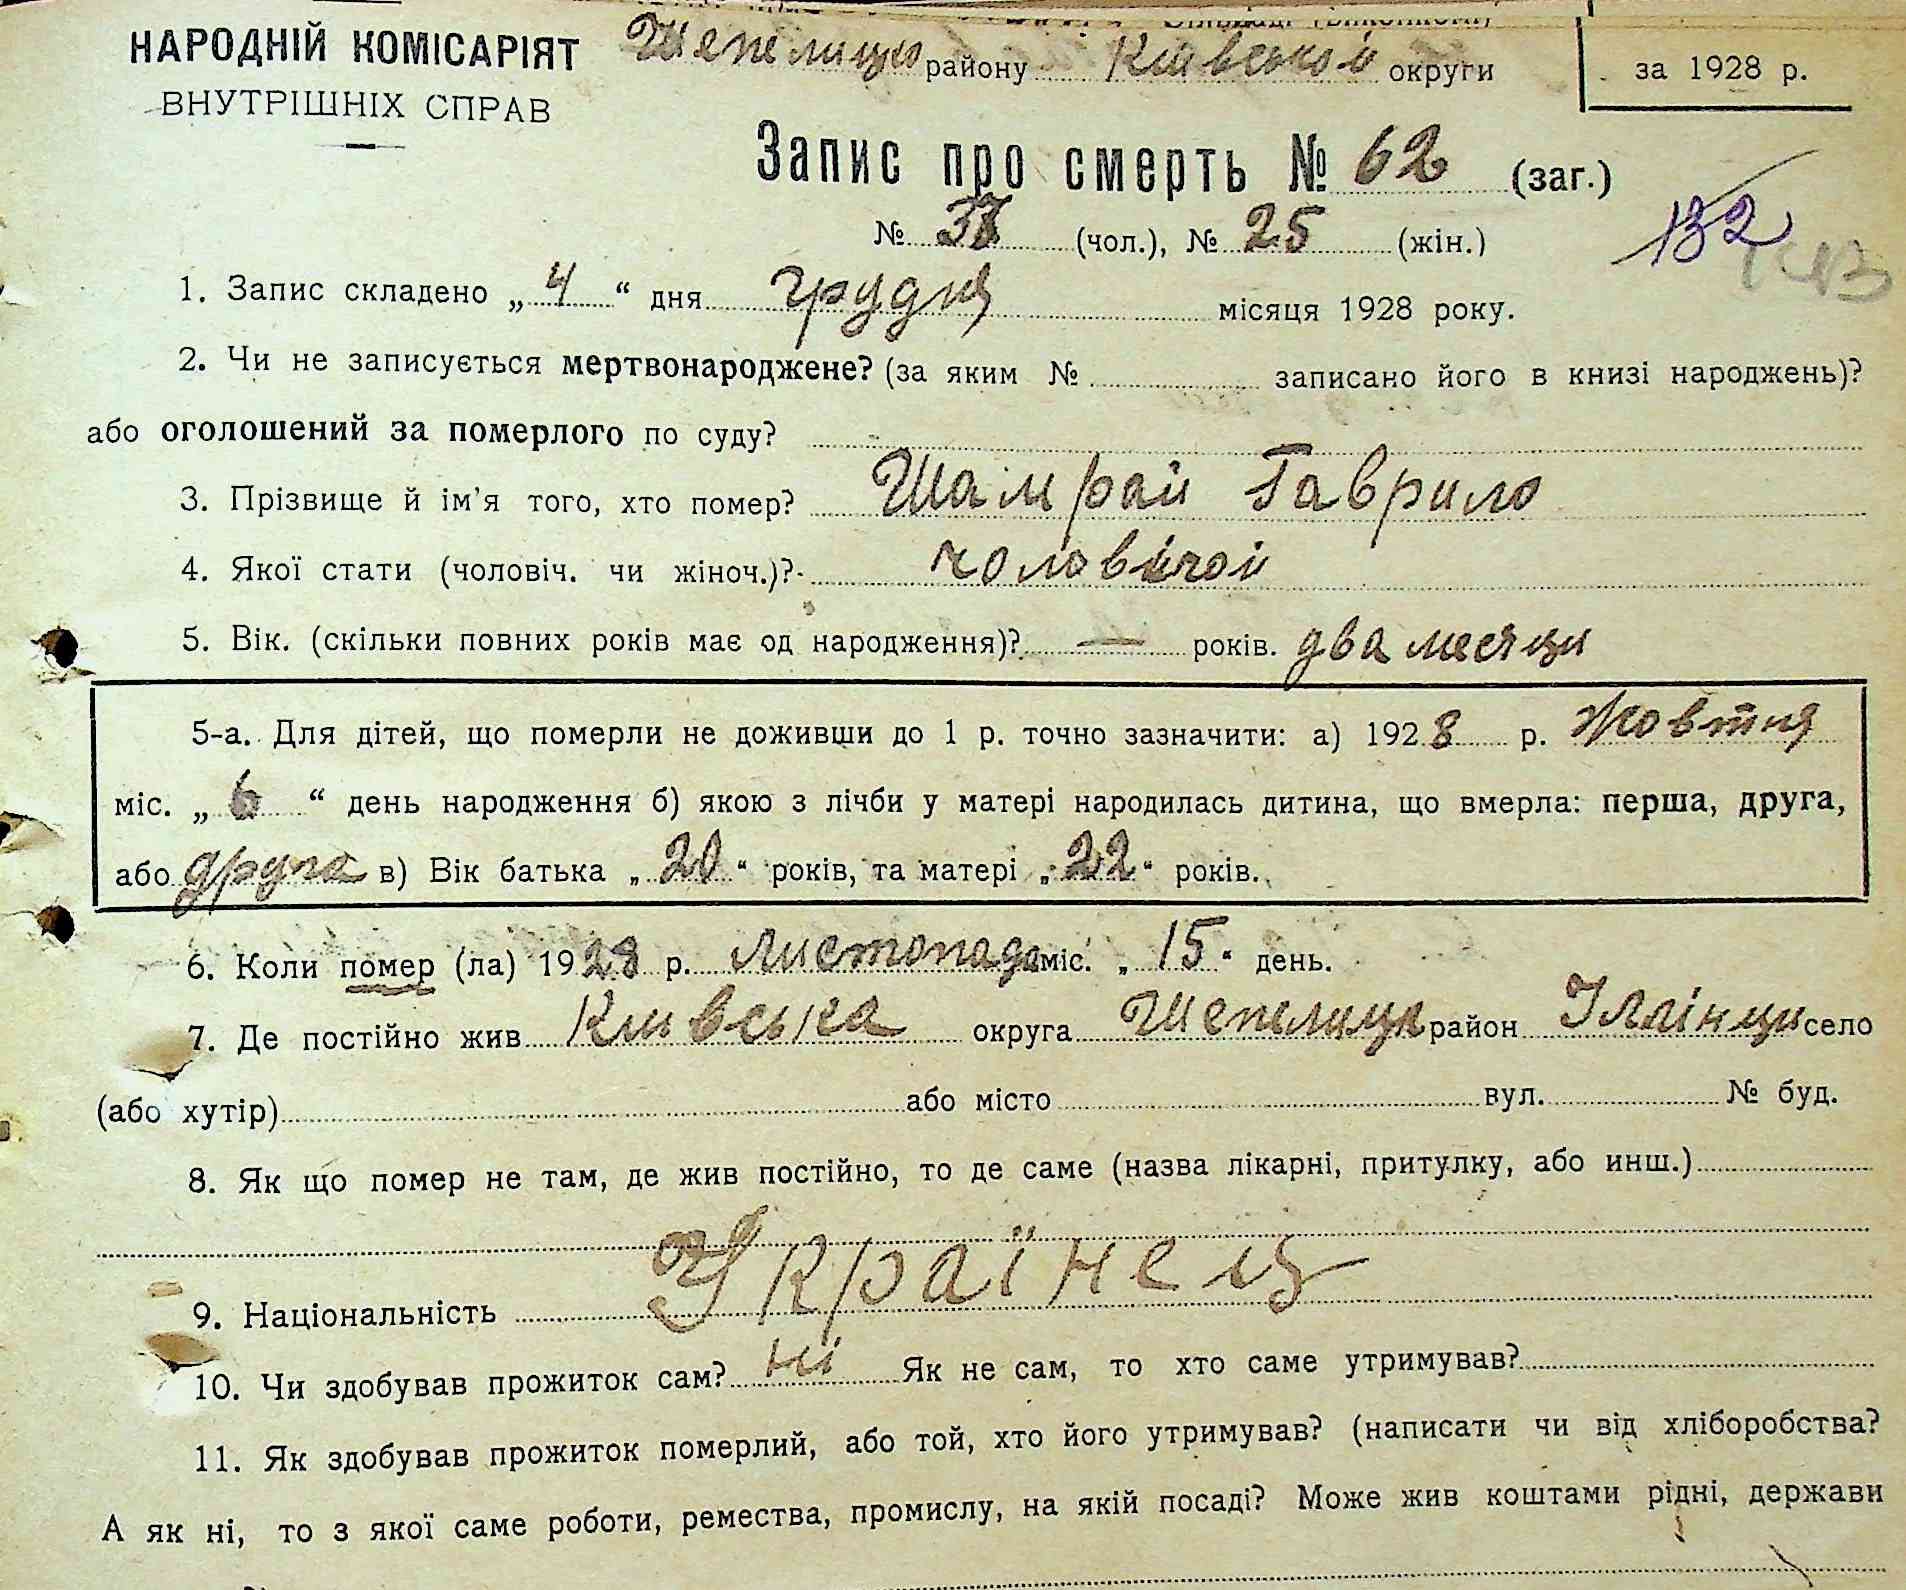 НАРОДНІЙ КОМІСАРІЯТ
ВНУТРІШНІХ СПРАВ
Шепелицко району Київської округи
за 1928 р.
Запис про смерть № 62 (заг.)
№ 37 (чол.), № 25 (жін.)
132
1. Запис складено „4“ дня грудня місяця 1928 року.
2. Чи не записується мертвонароджене? (за яким № записано його в книзі народжень)?
або оголошений за померлого по суду?
3. Прізвище й ім'я того, хто помер? Шамрай Гаврило
4. Якої стати (чоловіч. чи жіноч.)? чоловічої
5. Вік. (скільки повних років має од народження)? — років. два месяци
5-а. Для дітей, що померли не доживши до 1 р. точно зазначити: а) 1928 р. Жовтня
міс. „6“ день народження б) якою з лічби у матері народилась дитина, що вмерла: перша, друга,
або друга в) Вік батька „20“ років, та матері „22“ років.
6. Коли помер (ла) 1928 р. листопада міс. „15“ день.
7. Де постійно жив Київська округа Шепелицк район Іллінци село
(або хутір) або місто вул. № буд.
8. Як що помер не там, де жив постійно, то де саме (назва лікарні, притулку, або инш.)
9. Національність Українець
10. Чи здобував прожиток сам? ні Як не сам, то хто саме утримував?
11. Як здобував прожиток померлий, або той, хто його утримував? (написати чи від хліборобства?
А як ні, то з якої саме роботи, ремества, промислу, на якій посаді? Може жив коштами рідні, держави